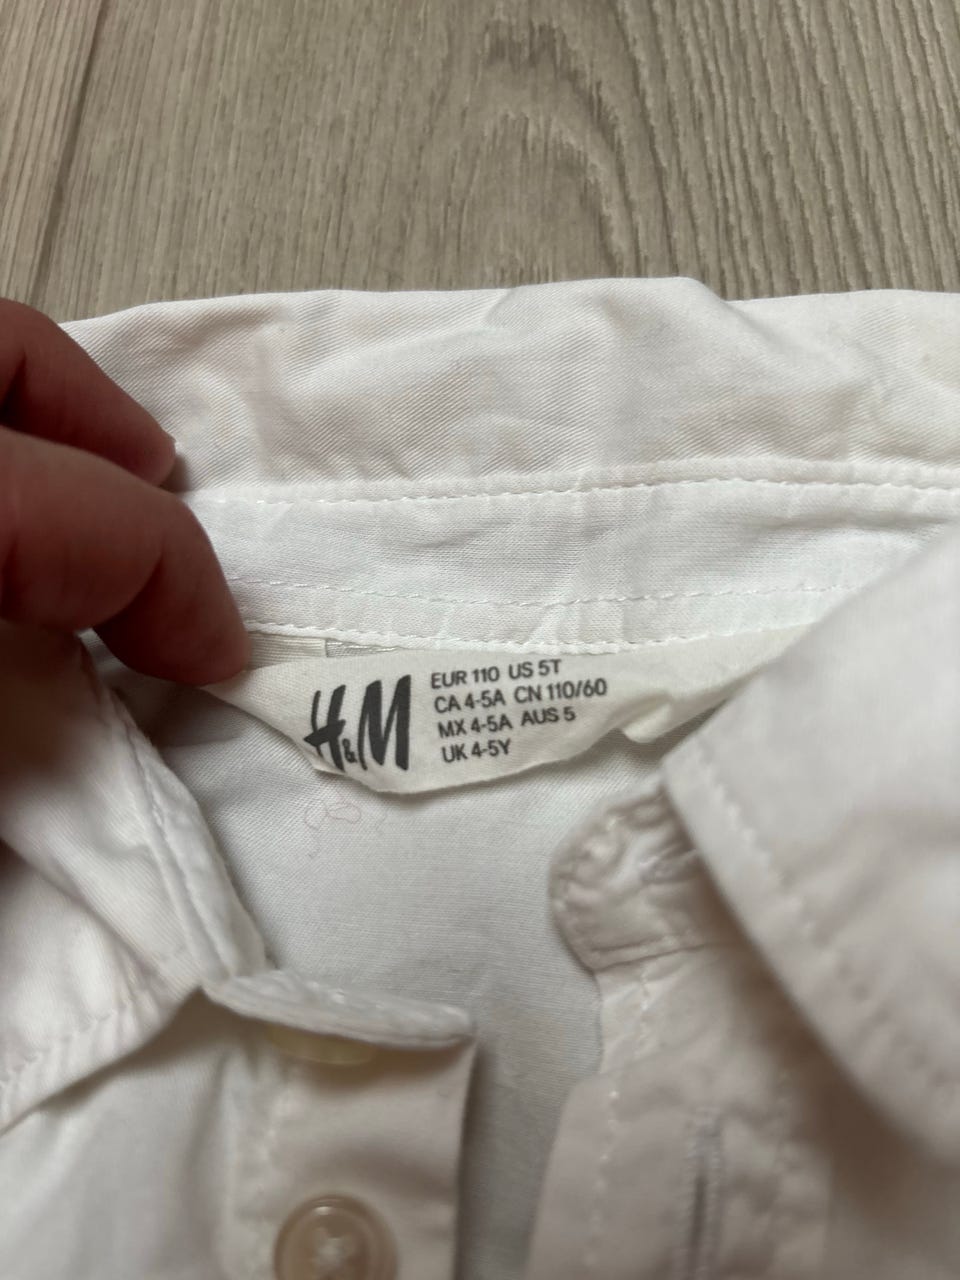 H&M
EUR 110 US 5T
CA 4-5A CN 110/60
MX 4-5A AUS 5
UK 4-5Y